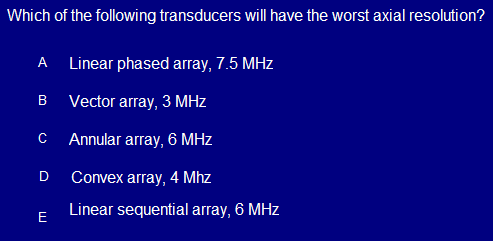 Which of the following transducers will have the worst axial resolution?
A Linear phased array, 7.5 MHz
B Vector array, 3 MHz
C Annular array, 6 MHz
D Convex array, 4 Mhz
E Linear sequential array, 6 MHz